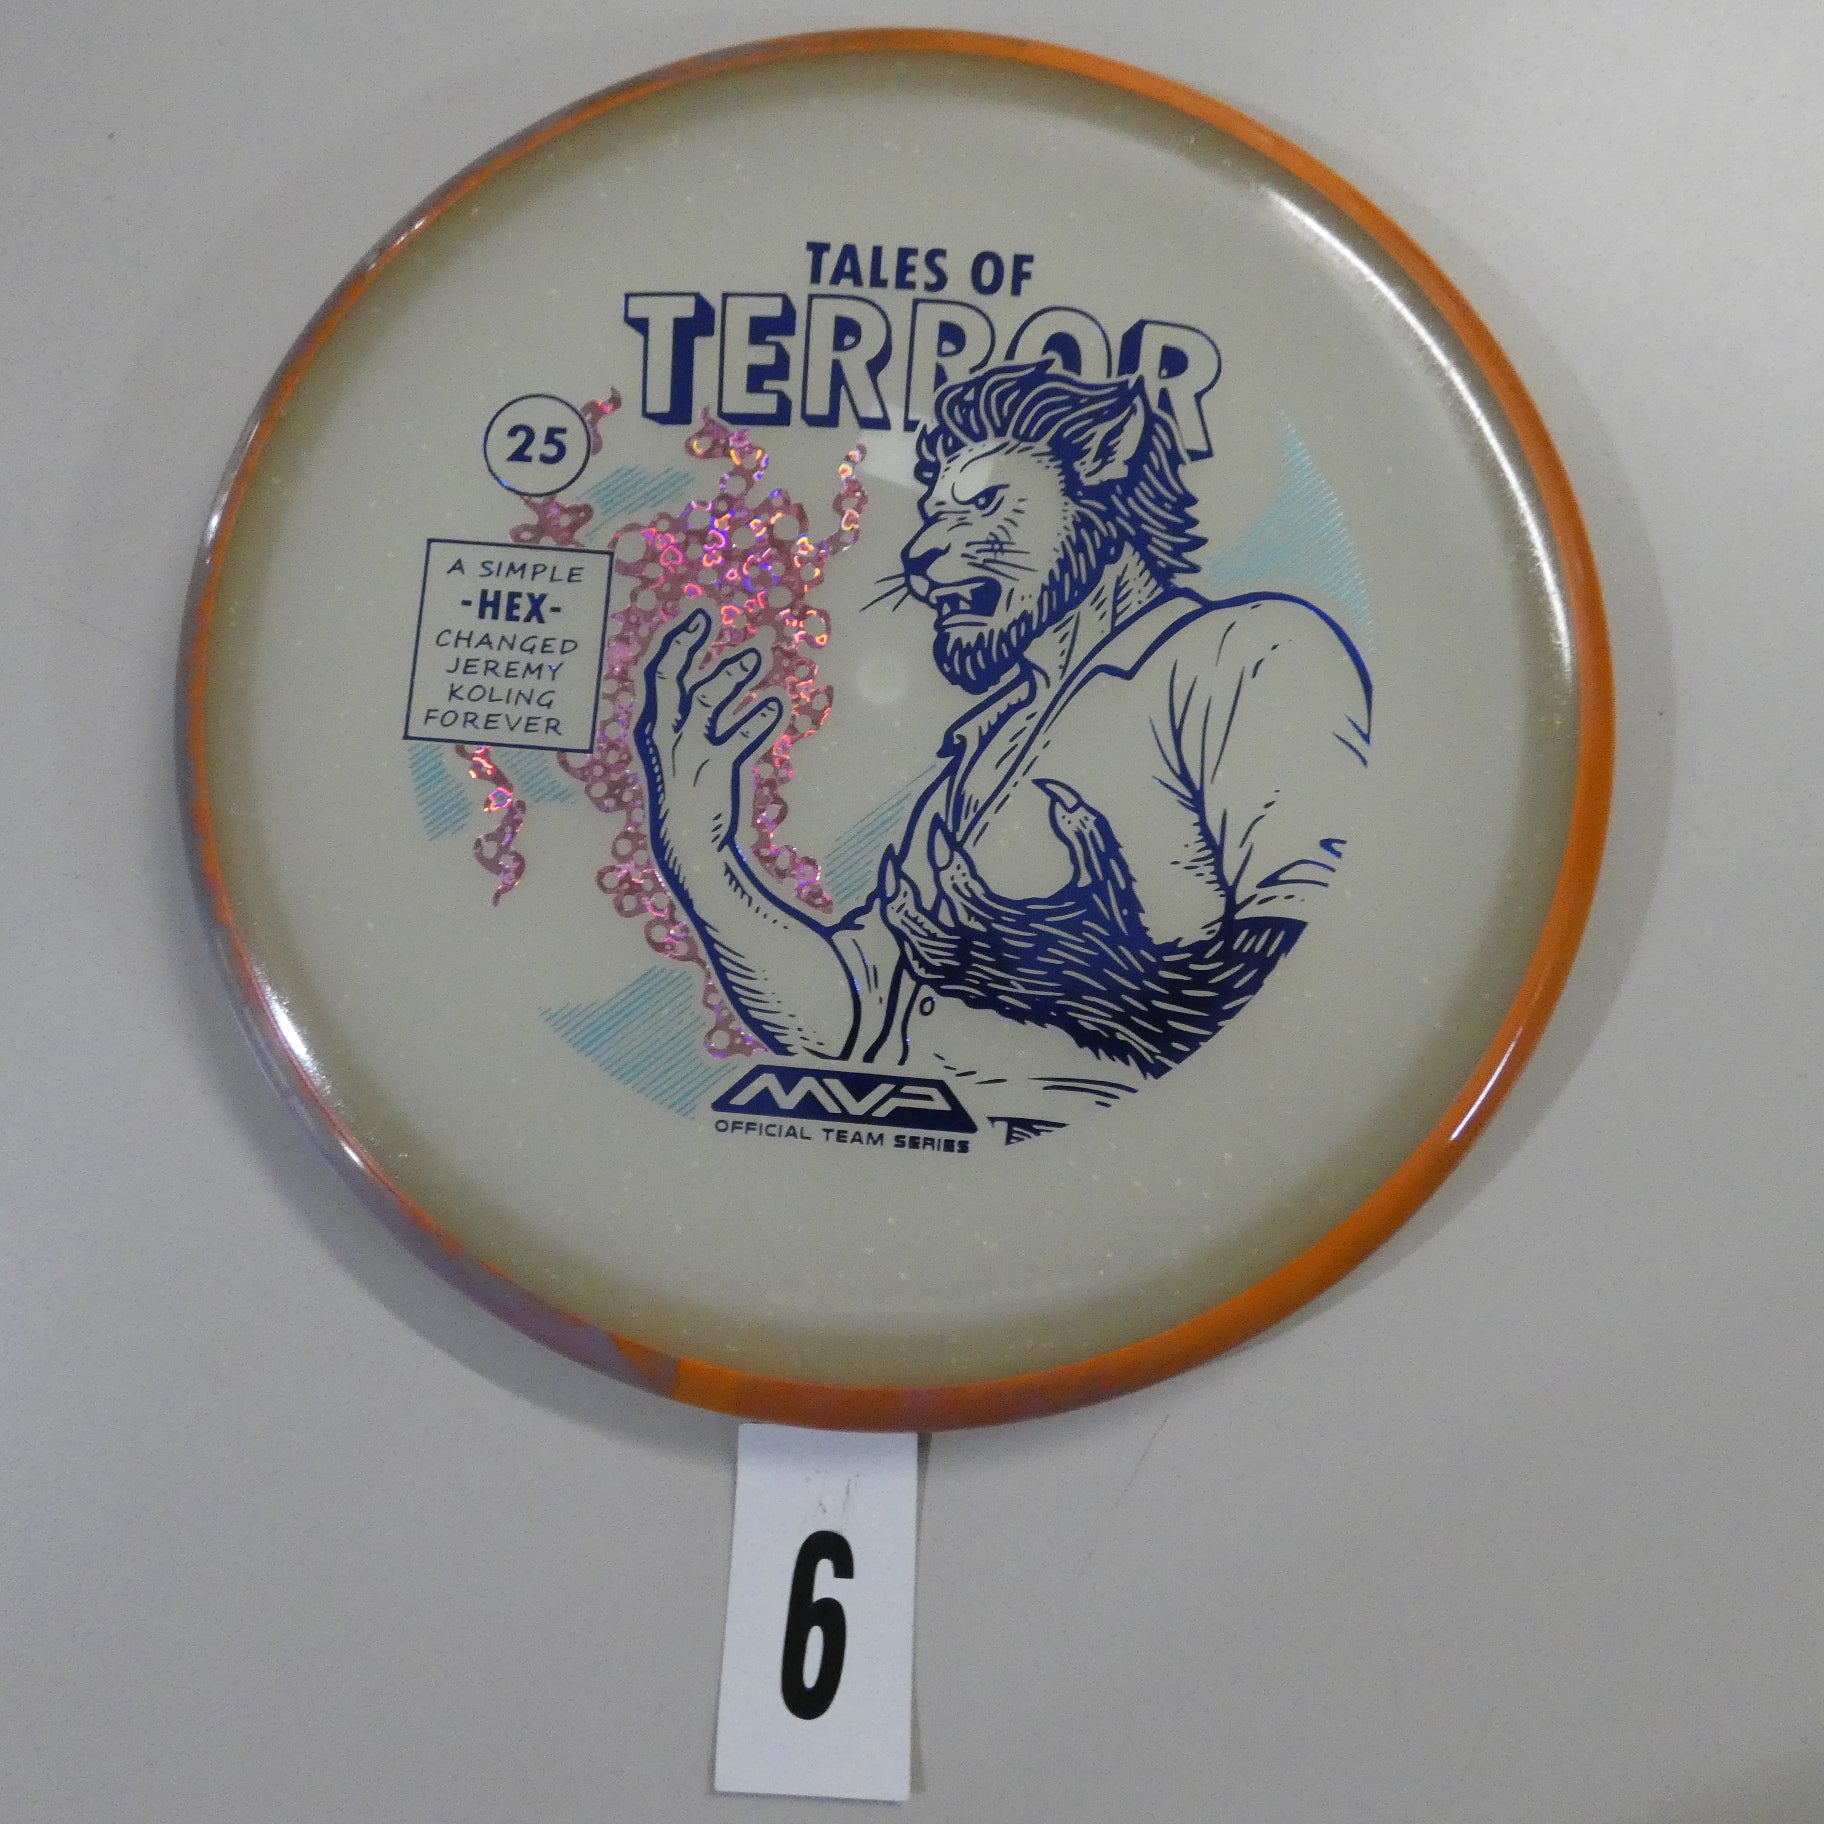 TALES OF
TERROR
25
A SIMPLE
-HEX-
CHANGED
JEREMY
KOLING
FOREVER
MVP
OFFICIAL TEAM SERIES
6